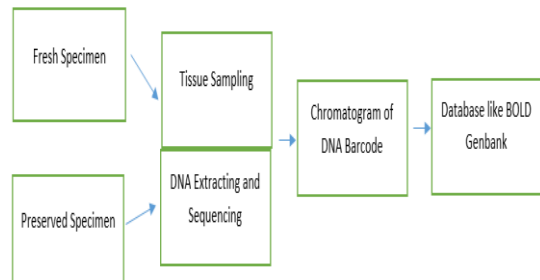 Fresh Specimen
Tissue Sampling
Chromatogram of
DNA Barcode
Database like BOLD
Genbank
DNA Extracting and
Sequencing
Preserved Specimen